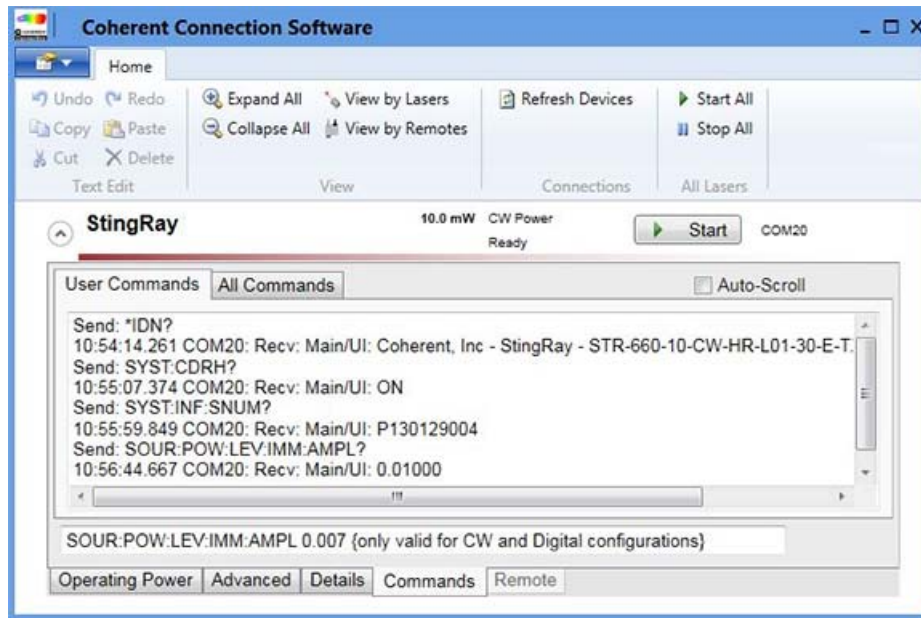 Coherent Connection Software
Home
Undo Redo
Copy Paste
Cut Delete
Text Edit
Expand All View by Lasers
Collapse All View by Remotes
View
Refresh Devices
Connections
Start All
Stop All
All Lasers
StingRay
10.0 mW CW Power
Ready
Start
COM20
User Commands All Commands
Auto-Scroll
Send: *IDN?
10:54:14.261 COM20: Recv: Main/UI: Coherent, Inc - StingRay - STR-660-10-CW-HR-L01-30-E-T.
Send: SYST:CDRH?
10:55:07.374 COM20: Recv: Main/UI: ON
Send: SYST:INF:SNUM?
10:55:59.849 COM20: Recv: Main/UI: P130129004
Send: SOUR:POW:LEV:IMM:AMPL?
10:56:44.667 COM20: Recv: Main/UI: 0.01000
SOUR:POW:LEV:IMM:AMPL 0.007 {only valid for CW and Digital configurations}
Operating Power Advanced Details Commands Remote